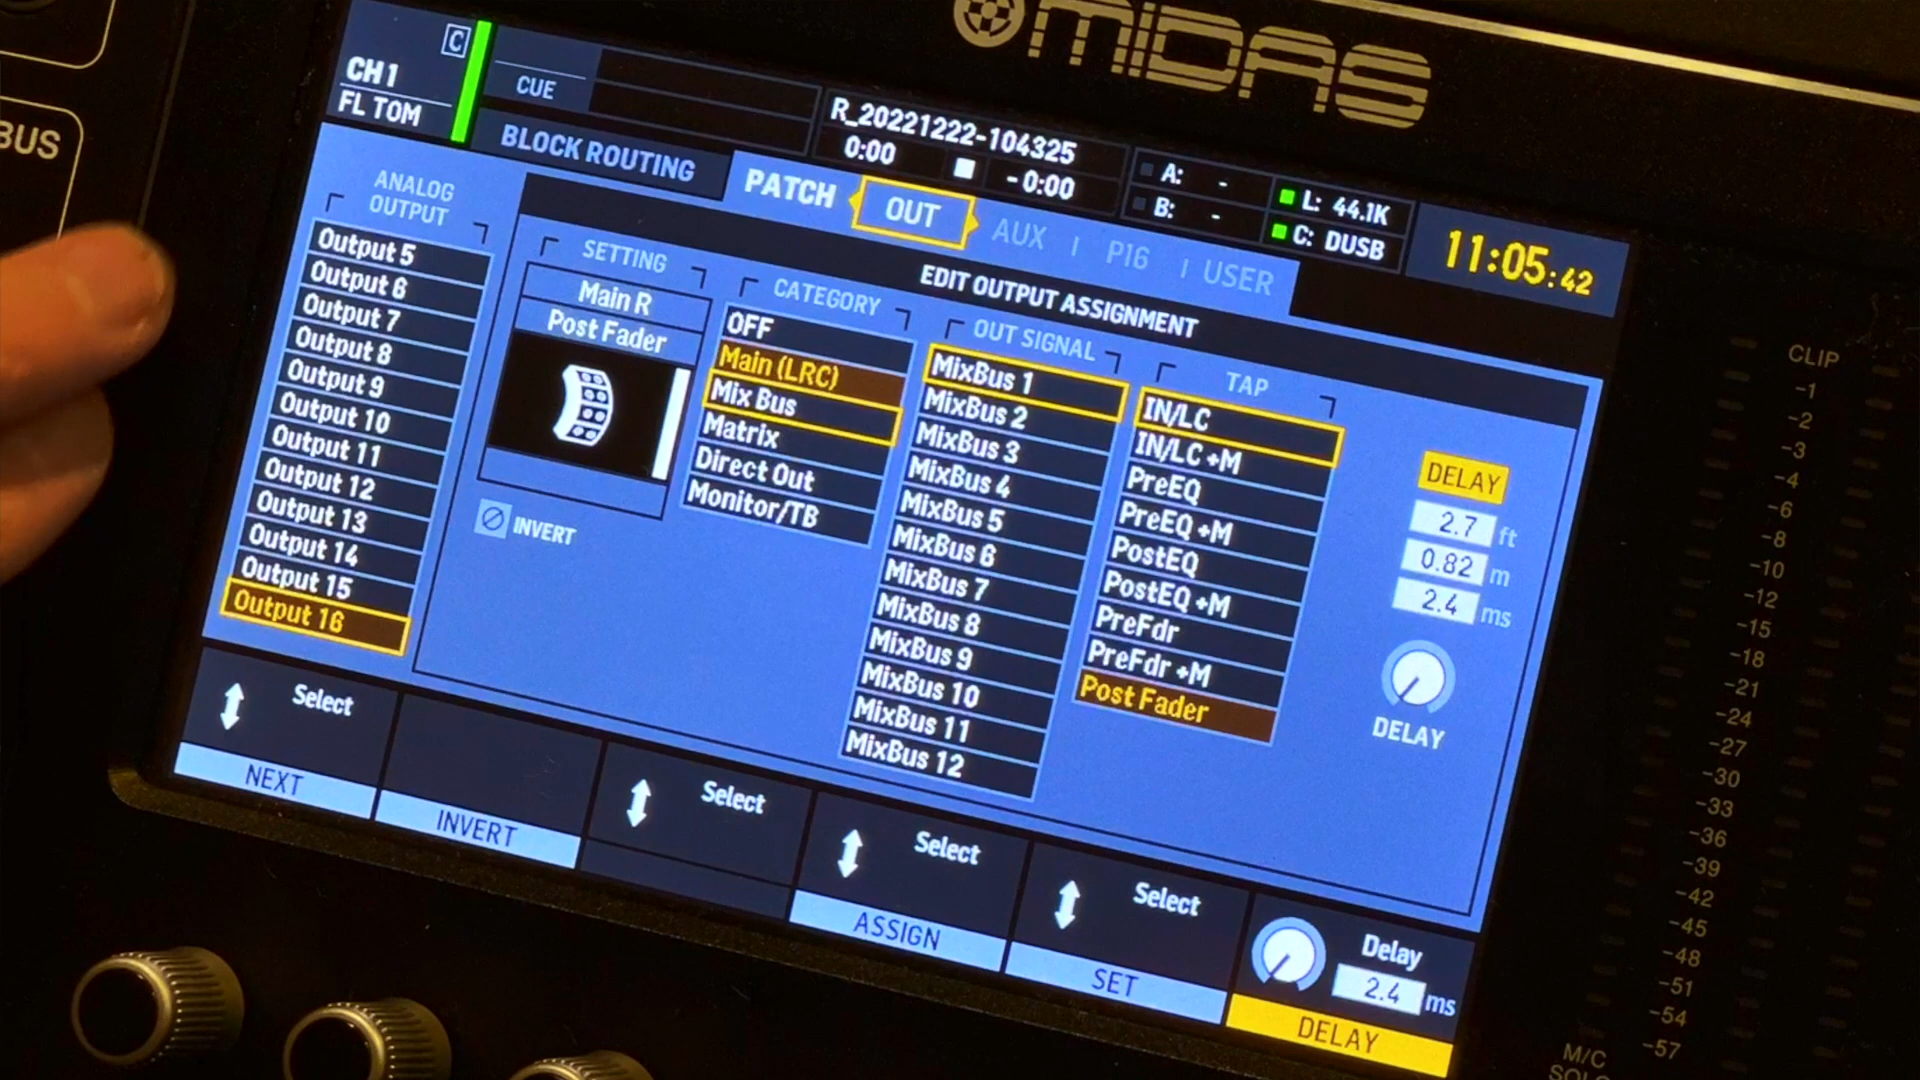 MIDAS
BUS
C
CH 1
FL TOM
CUE
R_20221222-104325
0:00
- 0:00
A: -
B: -
L: 44.1K
C: DUSB
11:05:42
BLOCK ROUTING
PATCH
OUT
AUX
P16
USER
EDIT OUTPUT ASSIGNMENT
ANALOG
OUTPUT
Output 5
Output 6
Output 7
Output 8
Output 9
Output 10
Output 11
Output 12
Output 13
Output 14
Output 15
Output 16
SETTING
Main R
Post Fader
INVERT
CATEGORY
OFF
Main (LRC)
Mix Bus
Matrix
Direct Out
Monitor/TB
OUT SIGNAL
MixBus 1
MixBus 2
MixBus 3
MixBus 4
MixBus 5
MixBus 6
MixBus 7
MixBus 8
MixBus 9
MixBus 10
MixBus 11
MixBus 12
TAP
IN/LC
IN/LC +M
PreEQ
PreEQ +M
PostEQ
PostEQ +M
PreFdr
PreFdr +M
Post Fader
DELAY
2.7 ft
0.82 m
2.4 ms
DELAY
Select
NEXT
INVERT
Select
Select
ASSIGN
Select
SET
Delay
2.4 ms
DELAY
CLIP
-1
-2
-3
-4
-6
-8
-10
-12
-15
-18
-21
-24
-27
-30
-33
-36
-39
-42
-45
-48
-51
-54
-57
M/C
SOLO